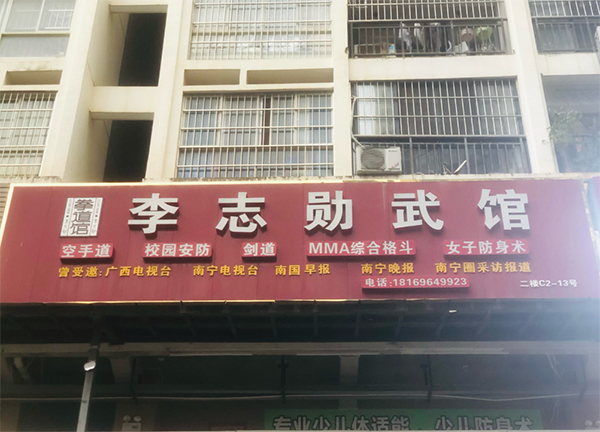 拳道馆
李志勋武馆
空手道 校园安防 剑道 MMA综合格斗 女子防身术
曾受邀:广西电视台 南宁电视台 南国早报 南宁晚报 南宁圈采访报道
电话:18169649923
二楼C2-13号
专业少儿体适能、少儿防身术